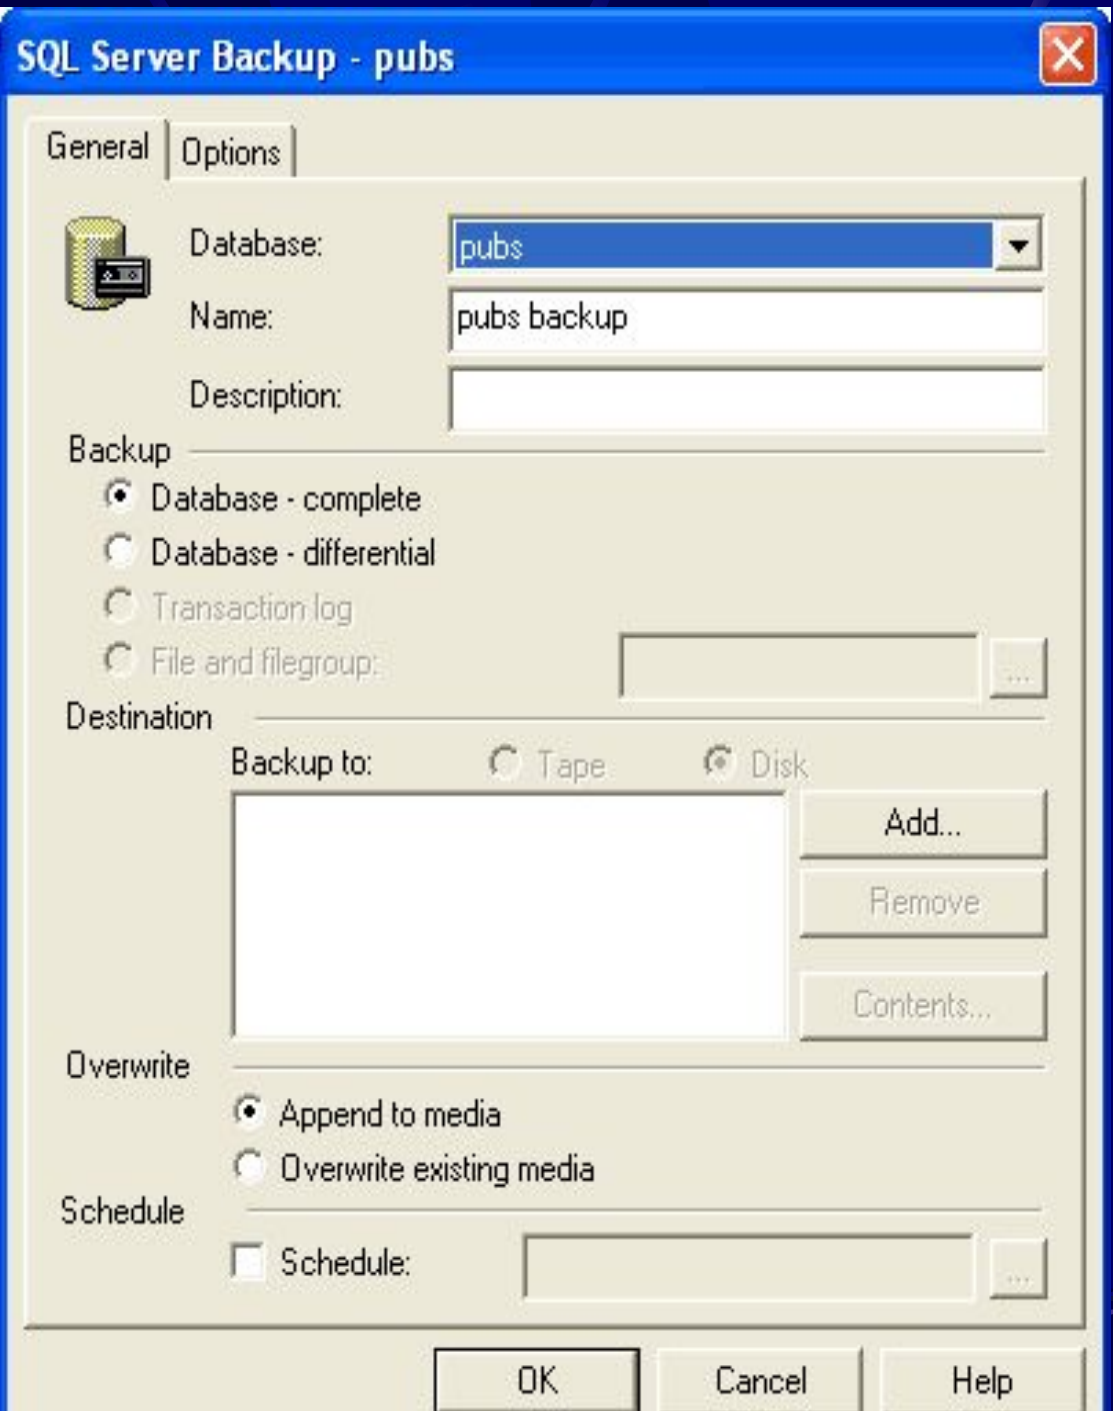 SQL Server Backup - pubs
General Options
Database: pubs
Name: pubs backup
Description:
Backup
Database - complete
Database - differential
Transaction log
File and filegroup: ...
Destination
Backup to: Tape Disk
Add...
Remove
Contents...
Overwrite
Append to media
Overwrite existing media
Schedule
Schedule: ...
OK Cancel Help